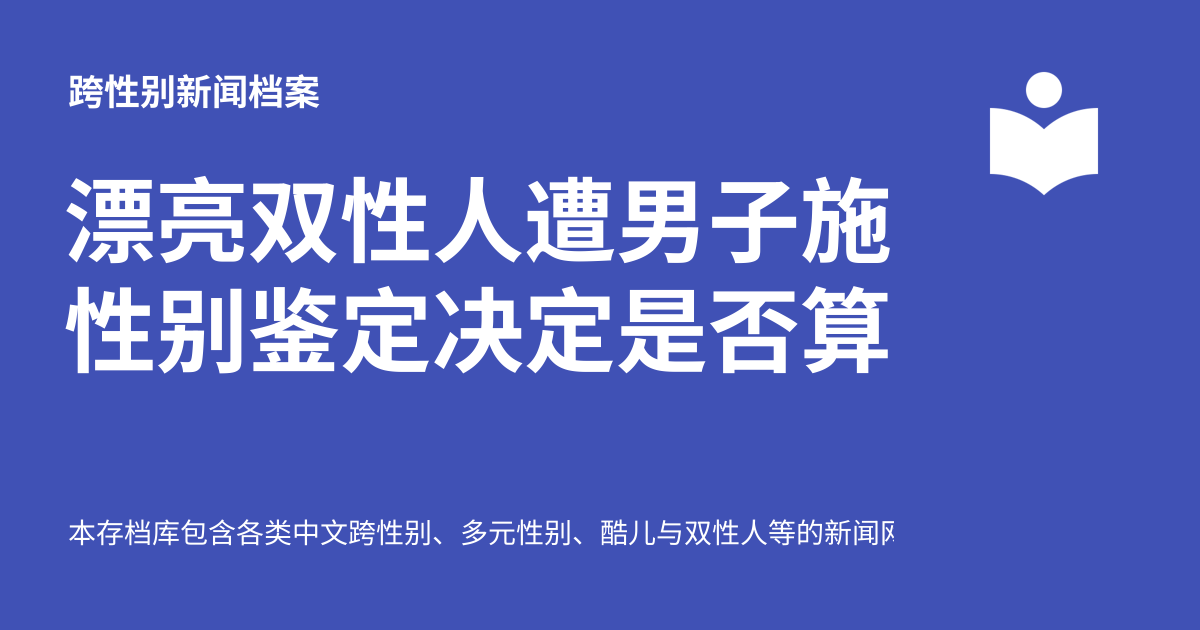 跨性别新闻档案
漂亮双性人遭男子施
性别鉴定决定是否算
本存档库包含各类中文跨性别、多元性别、酷儿与双性人等的新闻网